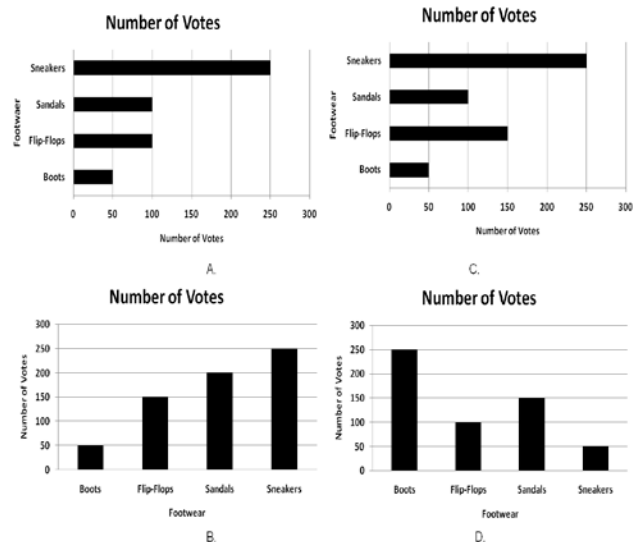 Number of Votes
Footwaer
Sneakers
Sandals
Flip-Flops
Boots
0 50 100 150 200 250 300
Number of Votes
A.
Number of Votes
Footwear
Sneakers
Sandals
Flip-Flops
Boots
0 50 100 150 200 250 300
Number of Votes
C.
Number of Votes
Number of Votes
300
250
200
150
100
50
0
Boots Flip-Flops Sandals Sneakers
Footwear
B.
Number of Votes
Number of Votes
300
250
200
150
100
50
0
Boots Flip-Flops Sandals Sneakers
Footwear
D.